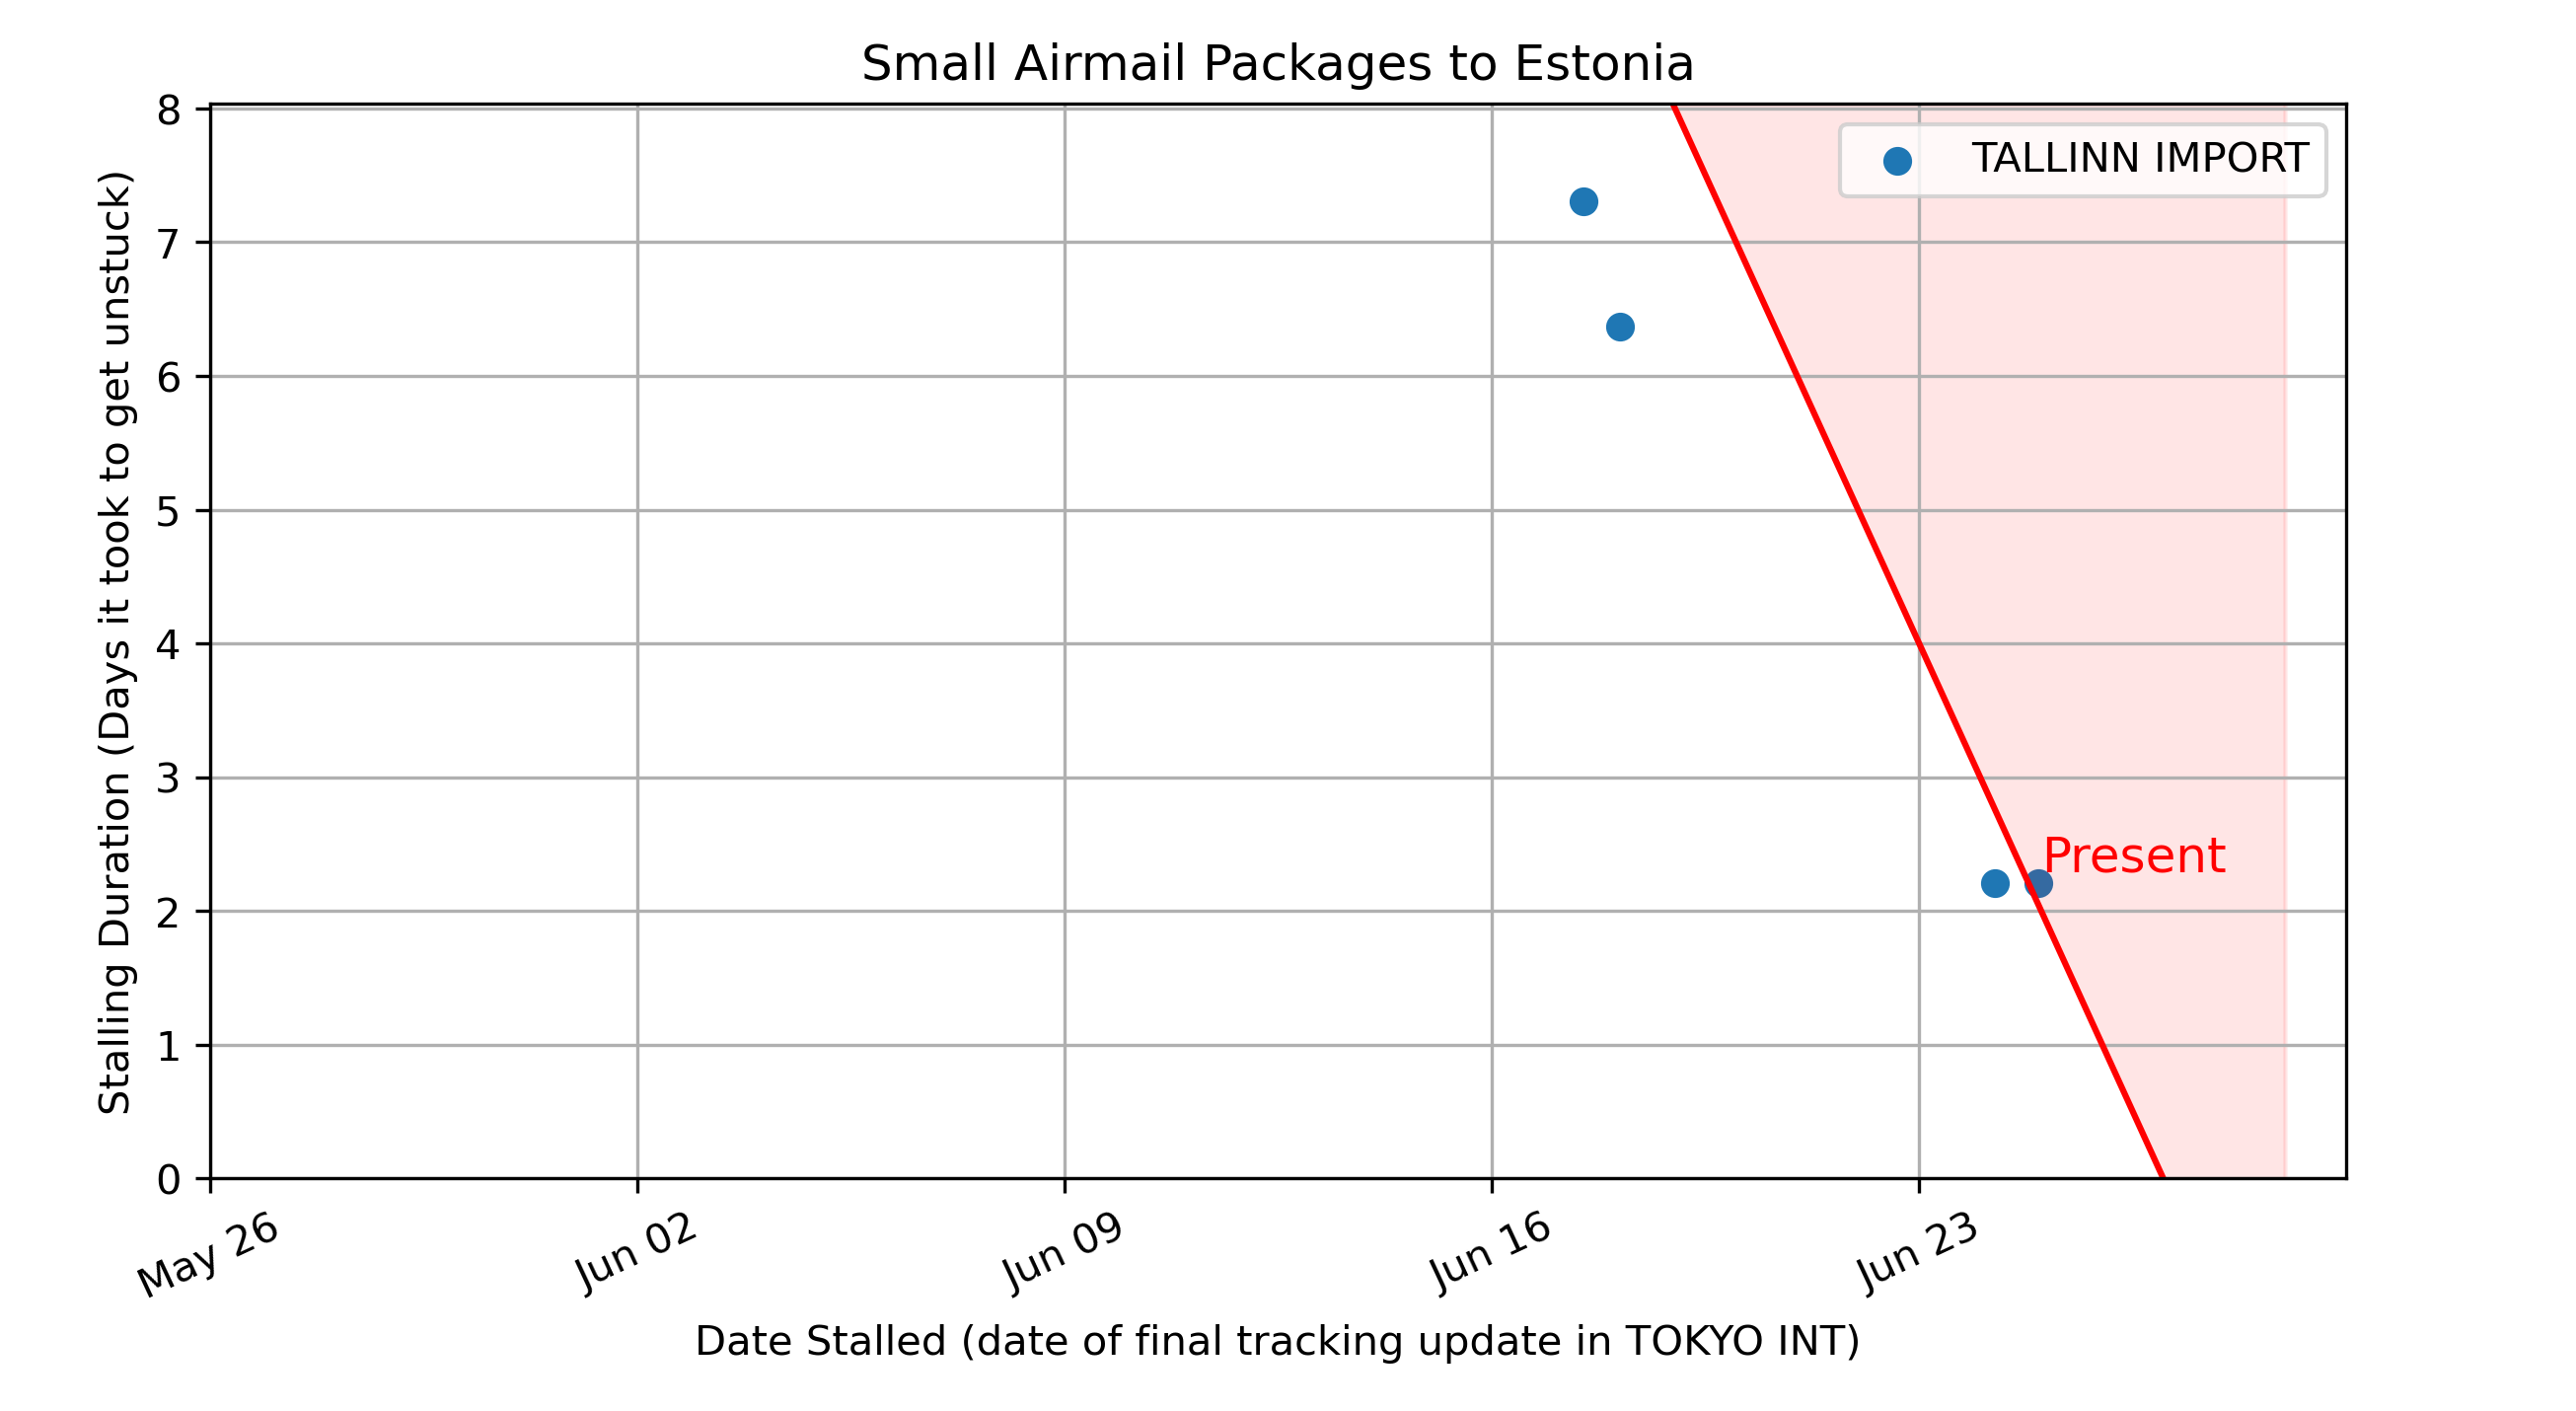 Small Airmail Packages to Estonia
TALLINN IMPORT
Stalling Duration (Days it took to get unstuck)
8
7
6
5
4
3
2
1
0
Present
May 26
Jun 02
Jun 09
Jun 16
Jun 23
Date Stalled (date of final tracking update in TOKYO INT)